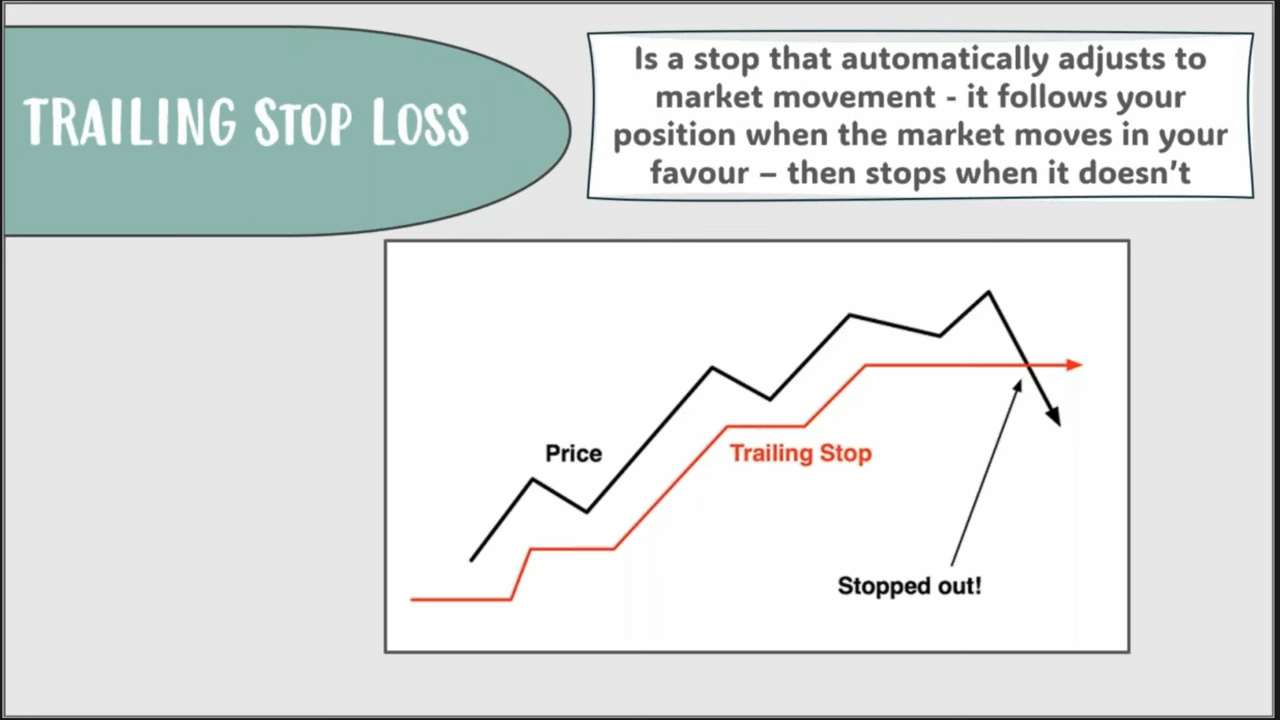 TRAILING STOP LOSS
Is a stop that automatically adjusts to
market movement - it follows your
position when the market moves in your
favour – then stops when it doesn't
Price
Trailing Stop
Stopped out!